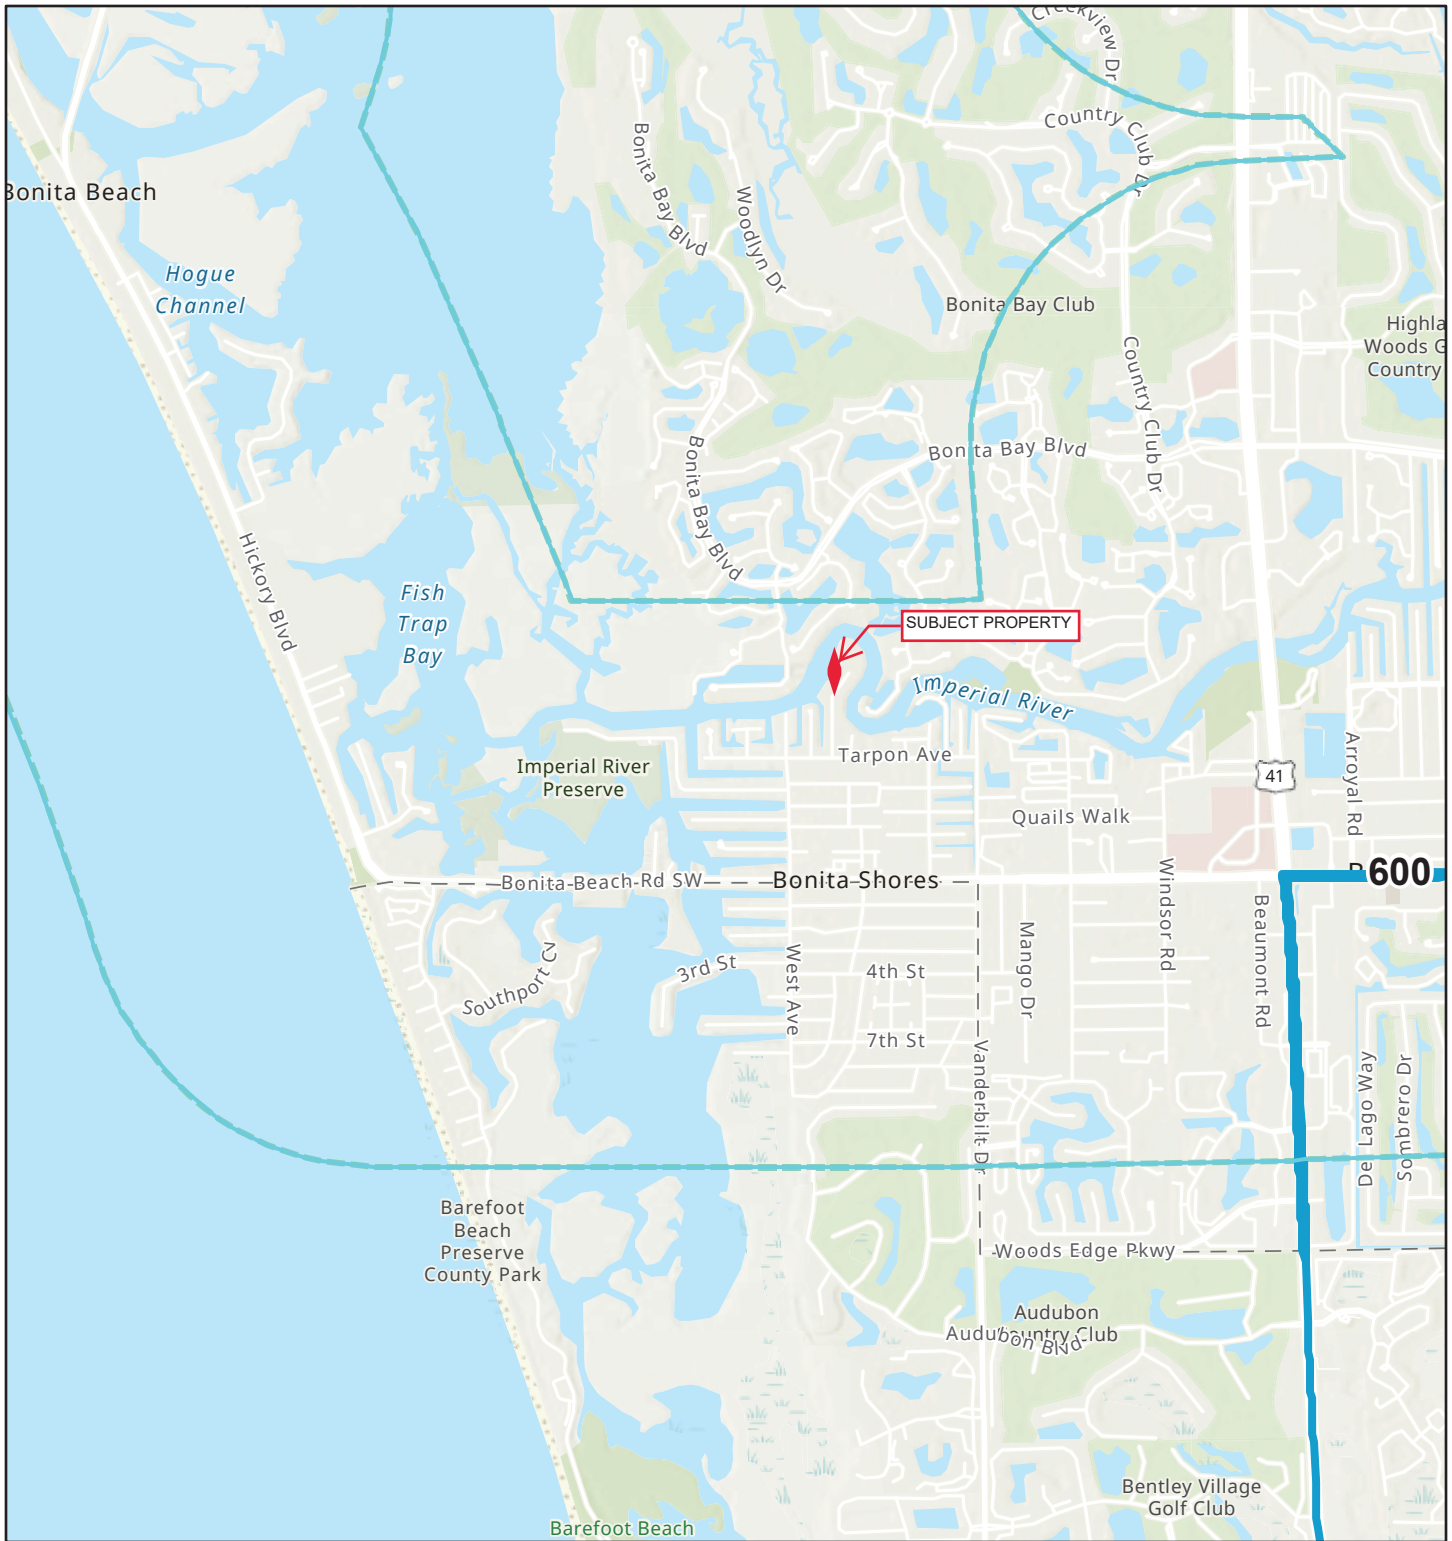 Creekview Dr
Country Club Dr
Bonita Bay Blvd
Woodlyn Dr
Bonita Beach
Hogue
Channel
Bonita Bay Club
Highla
Woods G
Country
Country Club Dr
Bonita Bay Blvd
Bonita Bay Blvd
Hickory Blvd
Fish
Trap
Bay
SUBJECT PROPERTY
Imperial River
Tarpon Ave
Arroyal Rd
Imperial River
Preserve
41
Quails Walk
Bonita Beach Rd SW
Bonita Shores
600
Windsor Rd
Beaumont Rd
Mango Dr
West Ave
3rd St
4th St
Southport Cv
7th St
Vanderbilt Dr
De Lago Way
Sombrero Dr
Barefoot
Beach
Preserve
County Park
Woods Edge Pkwy
Audubon
Country Club
Audubon Blvd
Bentley Village
Golf Club
Barefoot Beach